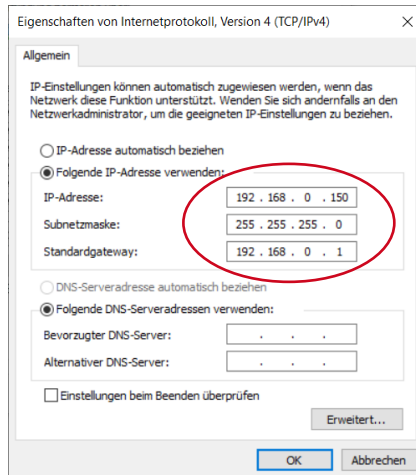 Eigenschaften von Internetprotokoll, Version 4 (TCP/IPv4)
Allgemein
IP-Einstellungen können automatisch zugewiesen werden, wenn das
Netzwerk diese Funktion unterstützt. Wenden Sie sich andernfalls an den
Netzwerkadministrator, um die geeigneten IP-Einstellungen zu beziehen.
IP-Adresse automatisch beziehen
Folgende IP-Adresse verwenden:
IP-Adresse: 192 . 168 . 0 . 150
Subnetzmaske: 255 . 255 . 255 . 0
Standardgateway: 192 . 168 . 0 . 1
DNS-Serveradresse automatisch beziehen
Folgende DNS-Serveradressen verwenden:
Bevorzugter DNS-Server: . . .
Alternativer DNS-Server: . . .
Einstellungen beim Beenden überprüfen
Erweitert...
OK Abbrechen